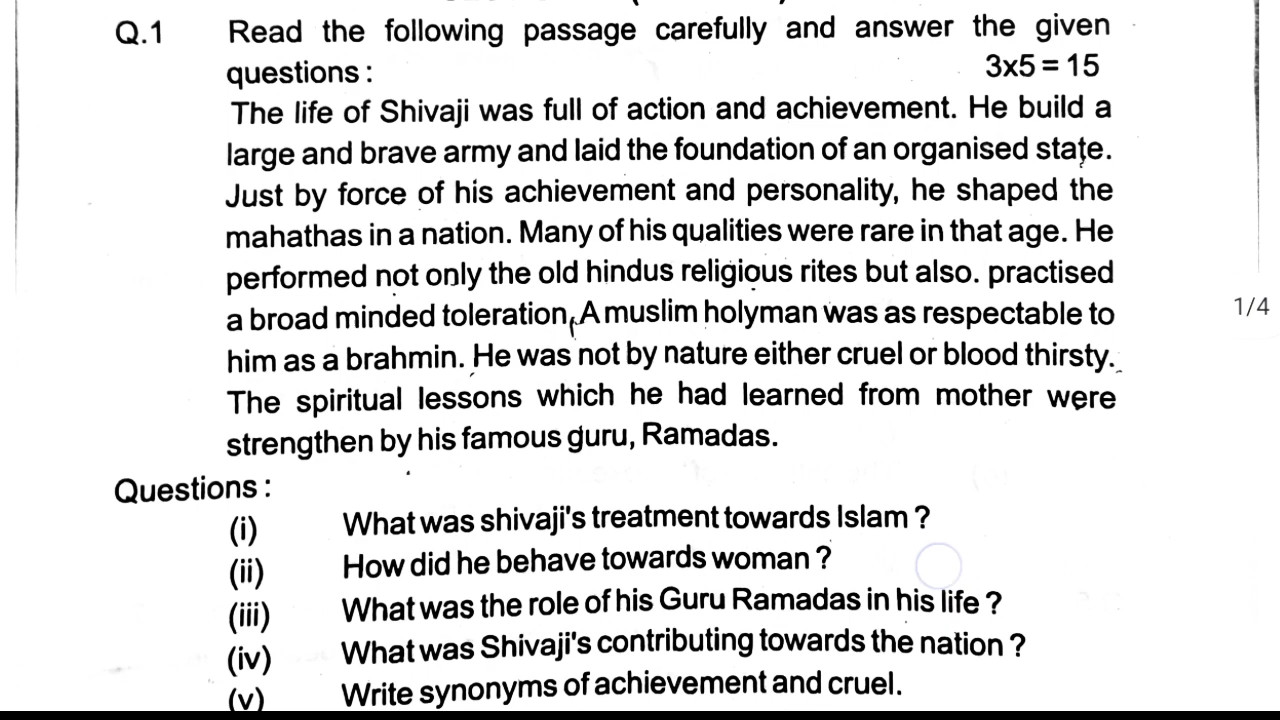 Q.1 Read the following passage carefully and answer the given
questions : 3x5 = 15
The life of Shivaji was full of action and achievement. He build a
large and brave army and laid the foundation of an organised state.
Just by force of his achievement and personality, he shaped the
mahathas in a nation. Many of his qualities were rare in that age. He
performed not only the old hindus religious rites but also. practised
a broad minded toleration, A muslim holyman was as respectable to
him as a brahmin. He was not by nature either cruel or blood thirsty.
The spiritual lessons which he had learned from mother were
strengthen by his famous guru, Ramadas.
Questions :
(i) What was shivaji's treatment towards Islam ?
(ii) How did he behave towards woman ?
(iii) What was the role of his Guru Ramadas in his life ?
(iv) What was Shivaji's contributing towards the nation ?
(v) Write synonyms of achievement and cruel.
1/4